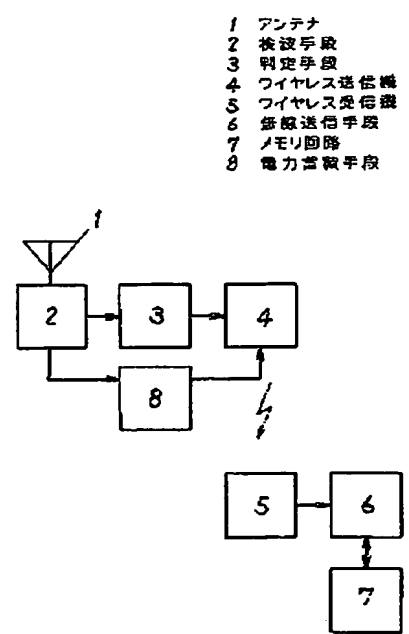 1 アンテナ
2 検波手段
3 判定手段
4 ワイヤレス送信機
5 ワイヤレス受信機
6 無線送信手段
7 メモリ回路
8 電力蓄積手段
1
2
3
4
8
5
6
7